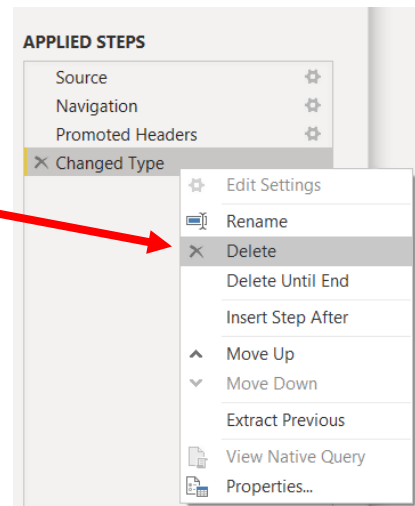 APPLIED STEPS
Source
Navigation
Promoted Headers
Changed Type
Edit Settings
Rename
Delete
Delete Until End
Insert Step After
Move Up
Move Down
Extract Previous
View Native Query
Properties...